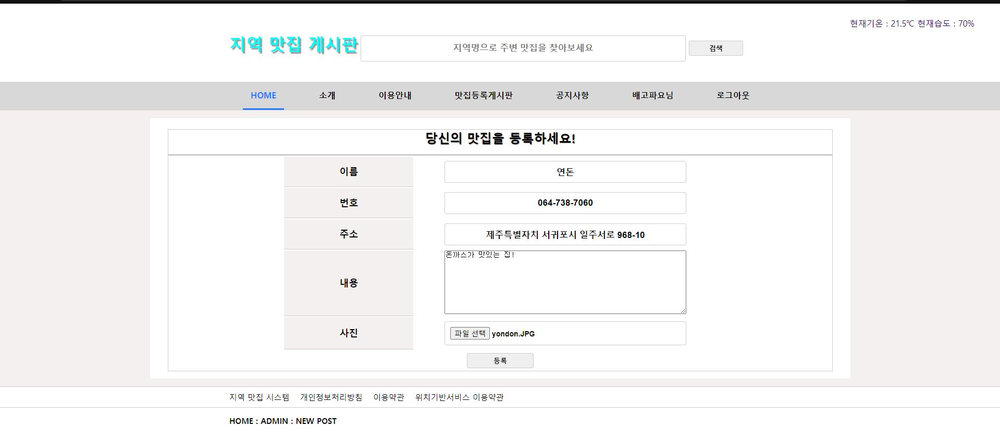 현재기온 : 21.5℃ 현재습도 : 70%
지역 맛집 게시판 지역명으로 주변 맛집을 찾아보세요 검색
HOME 소개 이용안내 맛집등록게시판 공지사항 배고파요님 로그아웃
당신의 맛집을 등록하세요!
이름 연돈
번호 064-738-7060
주소 제주특별자치 서귀포시 일주서로 968-10
내용 돈까스가 맛있는 집!
사진 파일 선택 yondon.JPG
등록
지역 맛집 시스템 개인정보처리방침 이용약관 위치기반서비스 이용약관
HOME : ADMIN : NEW POST